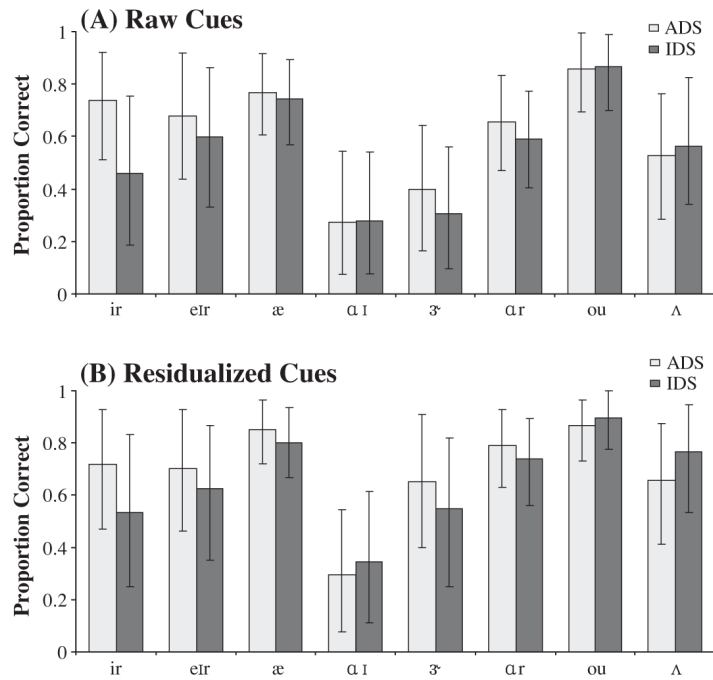 (A) Raw Cues
ADS
IDS
Proportion Correct
1
0.8
0.6
0.4
0.2
0
ir
eɪr
æ
ɑɪ
ɝ
ɑr
ou
ʌ
(B) Residualized Cues
ADS
IDS
Proportion Correct
1
0.8
0.6
0.4
0.2
0
ir
eɪr
æ
ɑɪ
ɝ
ɑr
ou
ʌ